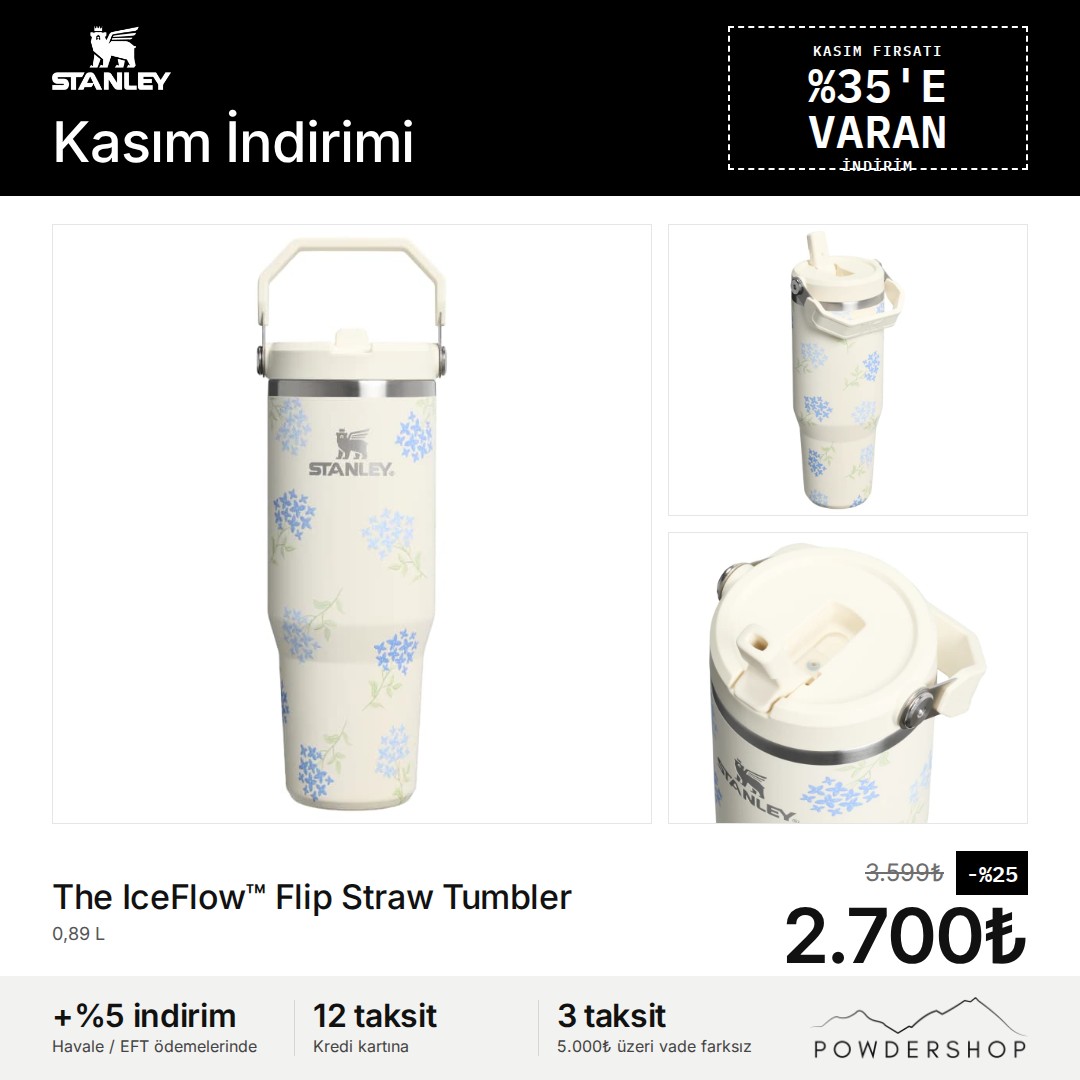 STANLEY
Kasım İndirimi
KASIM FIRSATI
%35'E
VARAN
İNDİRİM
STANLEY.
STANLEY.
The IceFlow™ Flip Straw Tumbler
0,89 L
3.599₺
-%25
2.700₺
+%5 indirim
Havale / EFT ödemelerinde
12 taksit
Kredi kartına
3 taksit
5.000₺ üzeri vade farksız
POWDERSHOP